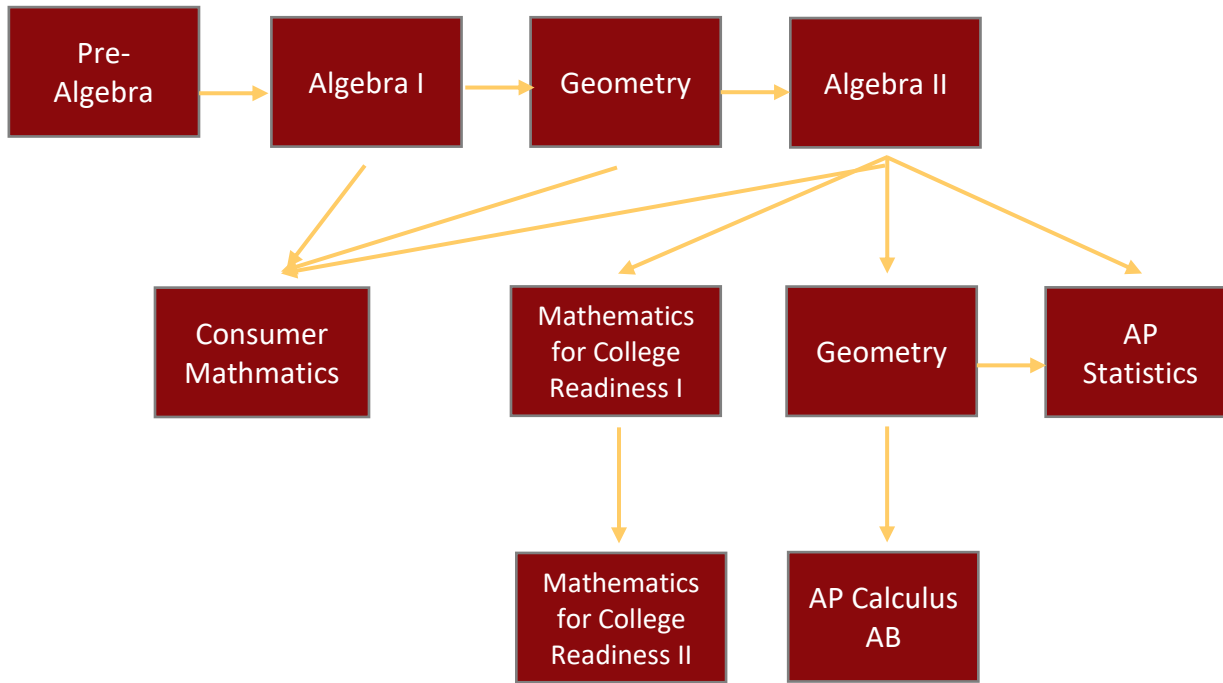 Pre-
Algebra
Algebra I
Geometry
Algebra II
Consumer
Mathmatics
Mathematics
for College
Readiness I
Geometry
AP
Statistics
Mathematics
for College
Readiness II
AP Calculus
AB